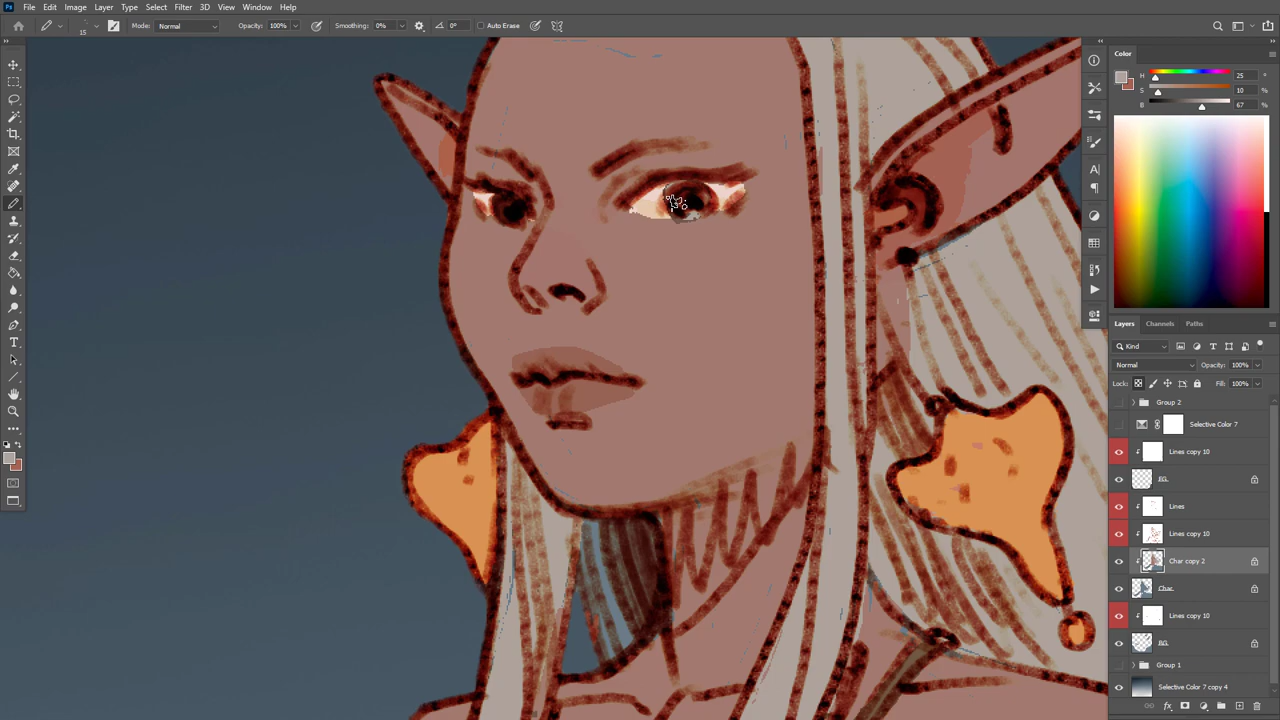 Ps File Edit Image Layer Type Select Filter 3D View Window Help
15 Mode: Normal Opacity: 100% Smoothing: 0% 0° Auto Erase
Color
H 25 °
S 10 %
B 67 %
Layers Channels Paths
Kind
Normal Opacity: 100%
Lock: Fill: 100%
Group 2
Selective Color 7
Lines copy 10
FG.
Lines
Lines copy 10
Char copy 2
Char.
Lines copy 10
BG.
Group 1
Selective Color 7 copy 4